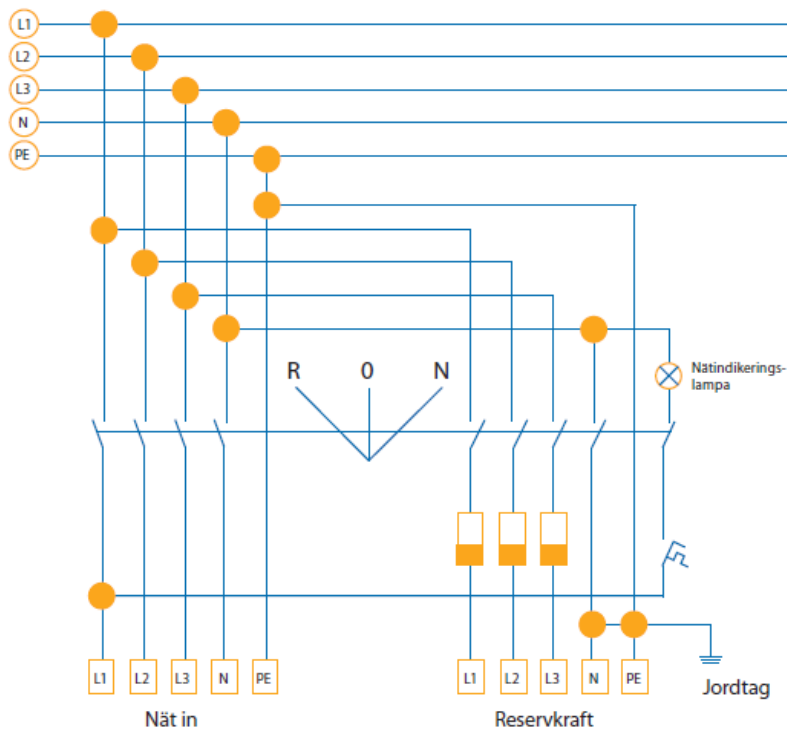 L1
L2
L3
N
PE
R 0 N
Nätindikerings-
lampa
L1 L2 L3 N PE
L1 L2 L3 N PE
Nät in
Reservkraft
Jordtag